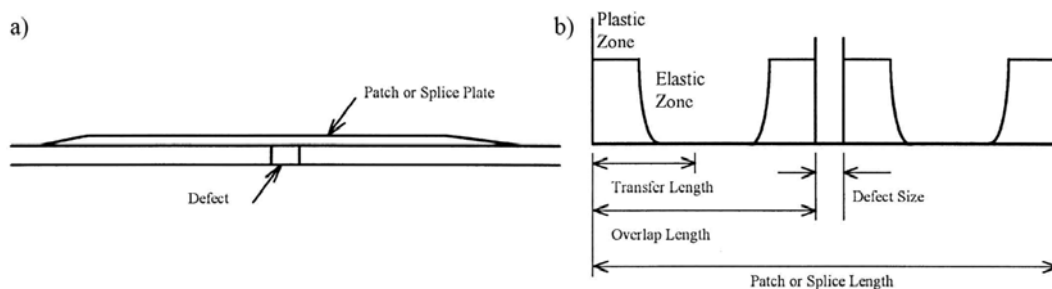 a)
Patch or Splice Plate
Defect
b)
Plastic
Zone
Elastic
Zone
Transfer Length
Defect Size
Overlap Length
Patch or Splice Length